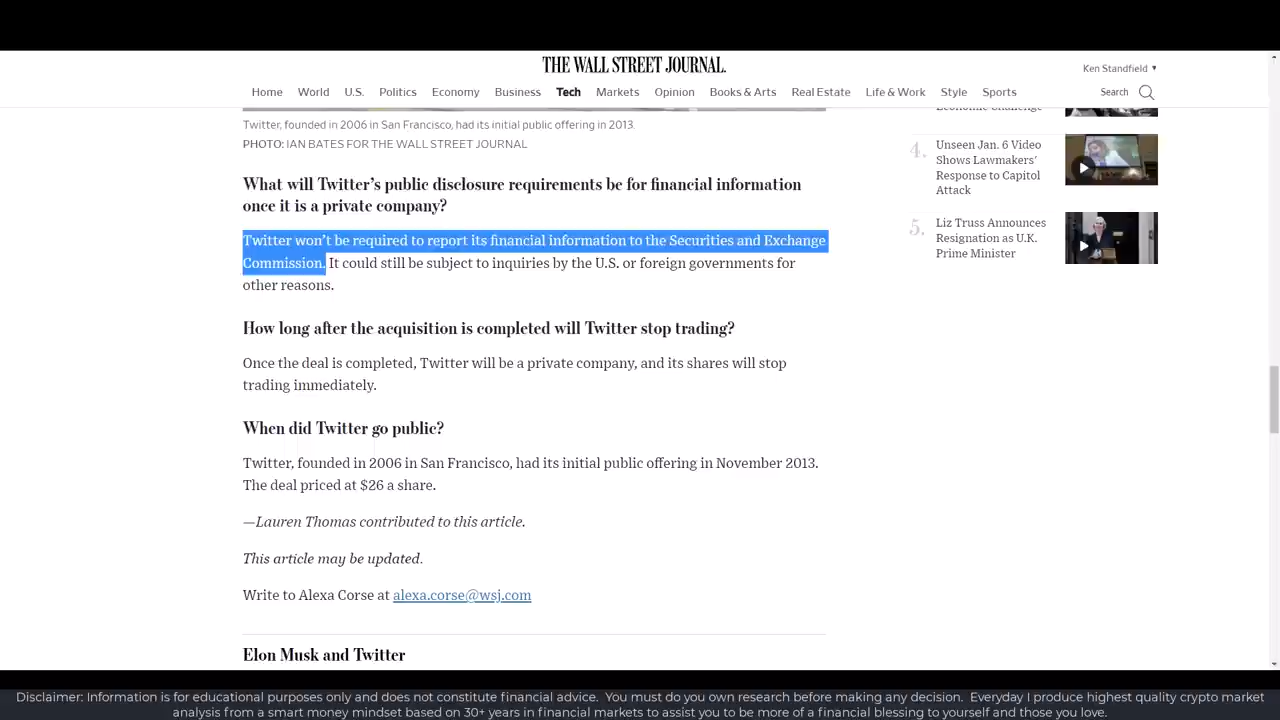 THE WALL STREET JOURNAL.
Ken Standfield ▼
Home World U.S. Politics Economy Business Tech Markets Opinion Books & Arts Real Estate Life & Work Style Sports
Search
Twitter, founded in 2006 in San Francisco, had its initial public offering in 2013.
PHOTO: IAN BATES FOR THE WALL STREET JOURNAL
What will Twitter's public disclosure requirements be for financial information
once it is a private company?
Twitter won't be required to report its financial information to the Securities and Exchange
Commission. It could still be subject to inquiries by the U.S. or foreign governments for
other reasons.
How long after the acquisition is completed will Twitter stop trading?
Once the deal is completed, Twitter will be a private company, and its shares will stop
trading immediately.
When did Twitter go public?
Twitter, founded in 2006 in San Francisco, had its initial public offering in November 2013.
The deal priced at $26 a share.
—Lauren Thomas contributed to this article.
This article may be updated.
Write to Alexa Corse at alexa.corse@wsj.com
Elon Musk and Twitter
Economic Challenge
4.
Unseen Jan. 6 Video
Shows Lawmakers'
Response to Capitol
Attack
5.
Liz Truss Announces
Resignation as U.K.
Prime Minister
Disclaimer: Information is for educational purposes only and does not constitute financial advice. You must do you own research before making any decision. Everyday I produce highest quality crypto market
analysis from a smart money mindset based on 30+ years in financial markets to assist you to be more of a financial blessing to yourself and those you love.